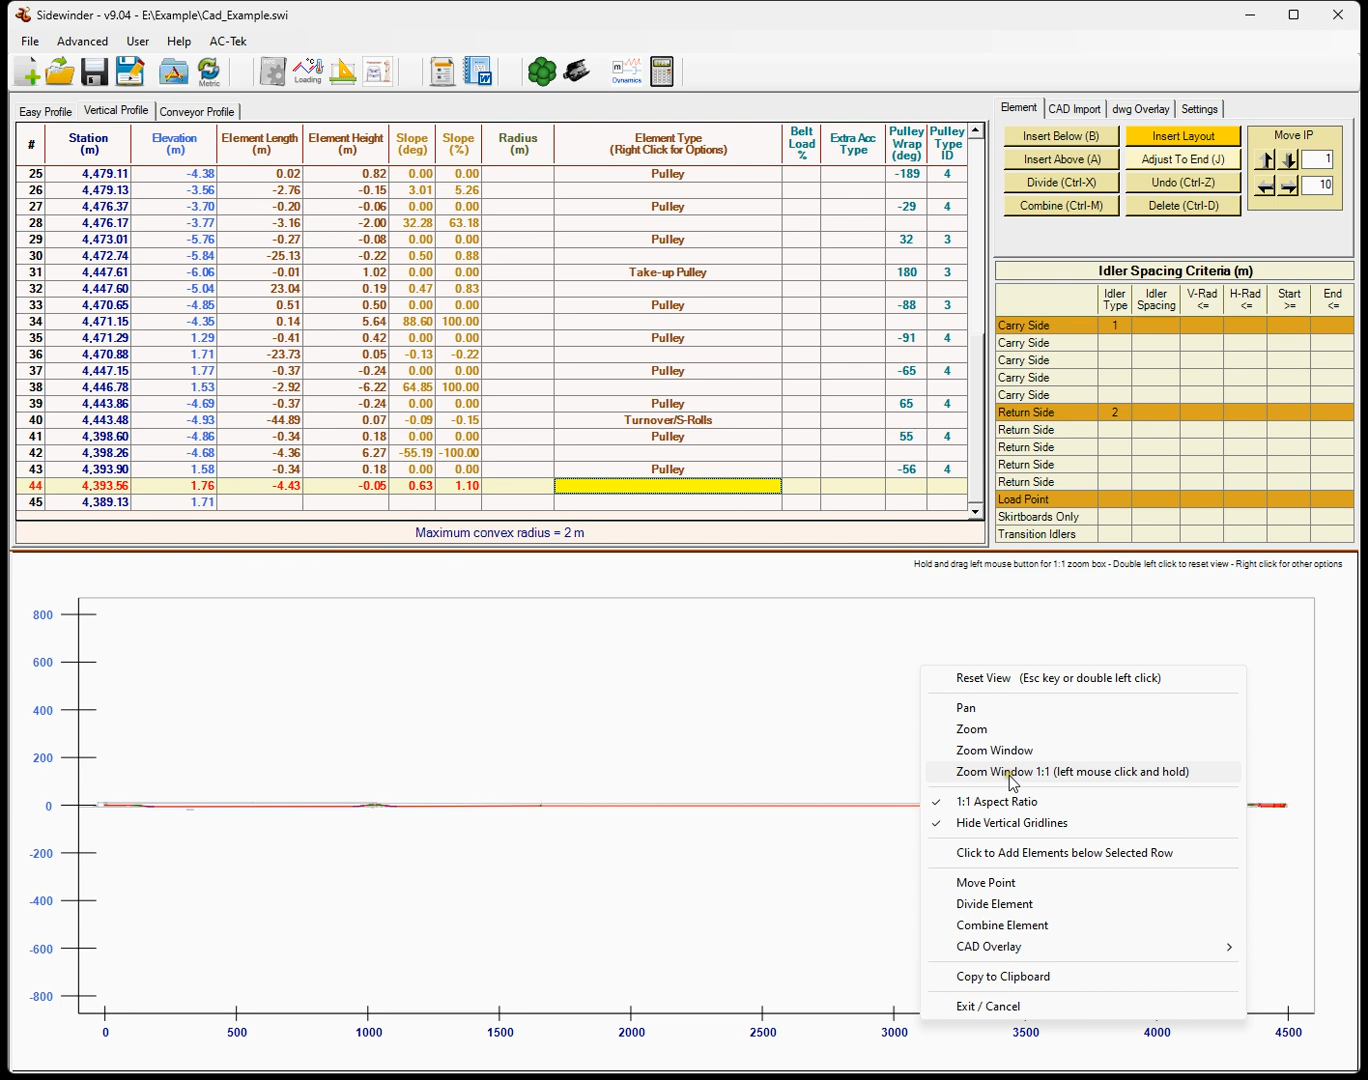 Sidewinder - v9.04 - E:\Example\Cad_Example.swi
File Advanced User Help AC-Tek
Metric Loading W m(x) Dynamics
Easy Profile Vertical Profile Conveyor Profile
# Station (m) Elevation (m) Element Length (m) Element Height (m) Slope (deg) Slope (%) Radius (m) Element Type (Right Click for Options) Belt Load % Extra Acc Type Pulley Wrap (deg) Pulley Type ID
25 4,479.11 -4.38 0.02 0.82 0.00 0.00 Pulley -189 4
26 4,479.13 -3.56 -2.76 -0.15 3.01 5.26
27 4,476.37 -3.70 -0.20 -0.06 0.00 0.00 Pulley -29 4
28 4,476.17 -3.77 -3.16 -2.00 32.28 63.18
29 4,473.01 -5.76 -0.27 -0.08 0.00 0.00 Pulley 32 3
30 4,472.74 -5.84 -25.13 -0.22 0.50 0.88
31 4,447.61 -6.06 -0.01 1.02 0.00 0.00 Take-up Pulley 180 3
32 4,447.60 -5.04 23.04 0.19 0.47 0.83
33 4,470.65 -4.85 0.51 0.50 0.00 0.00 Pulley -88 3
34 4,471.15 -4.35 0.14 5.64 88.60 100.00
35 4,471.29 1.29 -0.41 0.42 0.00 0.00 Pulley -91 4
36 4,470.88 1.71 -23.73 0.05 -0.13 -0.22
37 4,447.15 1.77 -0.37 -0.24 0.00 0.00 Pulley -65 4
38 4,446.78 1.53 -2.92 -6.22 64.85 100.00
39 4,443.86 -4.69 -0.37 -0.24 0.00 0.00 Pulley 65 4
40 4,443.48 -4.93 -44.89 0.07 -0.09 -0.15 Turnover/S-Rolls
41 4,398.60 -4.86 -0.34 0.18 0.00 0.00 Pulley 55 4
42 4,398.26 -4.68 -4.36 6.27 -55.19 -100.00
43 4,393.90 1.58 -0.34 0.18 0.00 0.00 Pulley -56 4
44 4,393.56 1.76 -4.43 -0.05 0.63 1.10
45 4,389.13 1.71
Maximum convex radius = 2 m
Element CAD Import dwg Overlay Settings
Insert Below (B) Insert Layout Move IP
Insert Above (A) Adjust To End (J) 1
Divide (Ctrl-X) Undo (Ctrl-Z) 10
Combine (Ctrl-M) Delete (Ctrl-D)
Idler Spacing Criteria (m)
Idler Type Idler Spacing V-Rad <= H-Rad <= Start >= End <=
Carry Side 1
Carry Side
Carry Side
Carry Side
Carry Side
Return Side 2
Return Side
Return Side
Return Side
Return Side
Load Point
Skirtboards Only
Transition Idlers
Hold and drag left mouse button for 1:1 zoom box - Double left click to reset view - Right click for other options
800
600
400
200
0
-200
-400
-600
-800
0 500 1000 1500 2000 2500 3000 3500 4000 4500
Reset View (Esc key or double left click)
Pan
Zoom
Zoom Window
Zoom Window 1:1 (left mouse click and hold)
1:1 Aspect Ratio
Hide Vertical Gridlines
Click to Add Elements below Selected Row
Move Point
Divide Element
Combine Element
CAD Overlay
Copy to Clipboard
Exit / Cancel